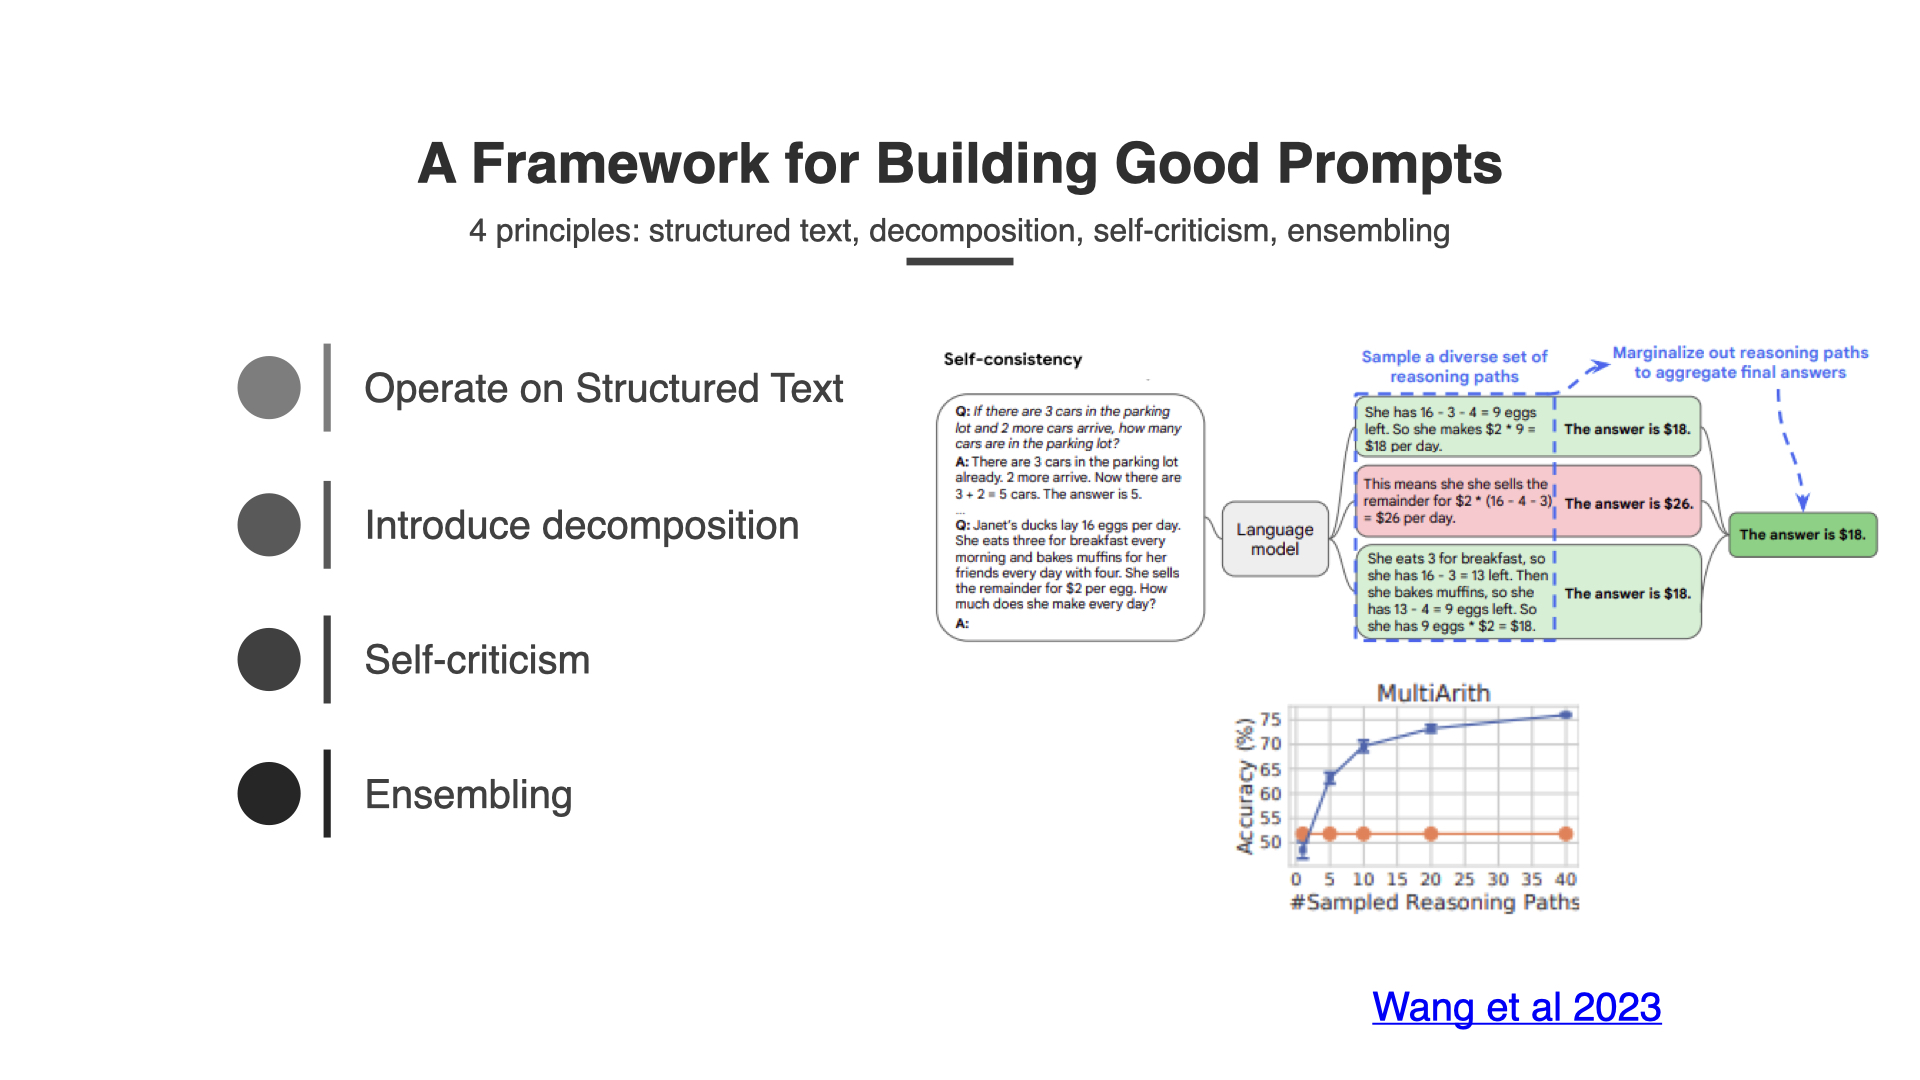 A Framework for Building Good Prompts
4 principles: structured text, decomposition, self-criticism, ensembling
Operate on Structured Text
Introduce decomposition
Self-criticism
Ensembling
Self-consistency
Q: If there are 3 cars in the parking
lot and 2 more cars arrive, how many
cars are in the parking lot?
A: There are 3 cars in the parking lot
already. 2 more arrive. Now there are
3 + 2 = 5 cars. The answer is 5.
...
Q: Janet's ducks lay 16 eggs per day.
She eats three for breakfast every
morning and bakes muffins for her
friends every day with four. She sells
the remainder for $2 per egg. How
much does she make every day?
A:
Language
model
Sample a diverse set of
reasoning paths
Marginalize out reasoning paths
to aggregate final answers
She has 16 - 3 - 4 = 9 eggs
left. So she makes $2 * 9 =
$18 per day.
The answer is $18.
This means she she sells the
remainder for $2 * (16 - 4 - 3)
= $26 per day.
The answer is $26.
She eats 3 for breakfast, so
she has 16 - 3 = 13 left. Then
she bakes muffins, so she
has 13 - 4 = 9 eggs left. So
she has 9 eggs * $2 = $18.
The answer is $18.
The answer is $18.
MultiArith
Accuracy (%)
75
70
65
60
55
50
0 5 10 15 20 25 30 35 40
#Sampled Reasoning Paths
Wang et al 2023